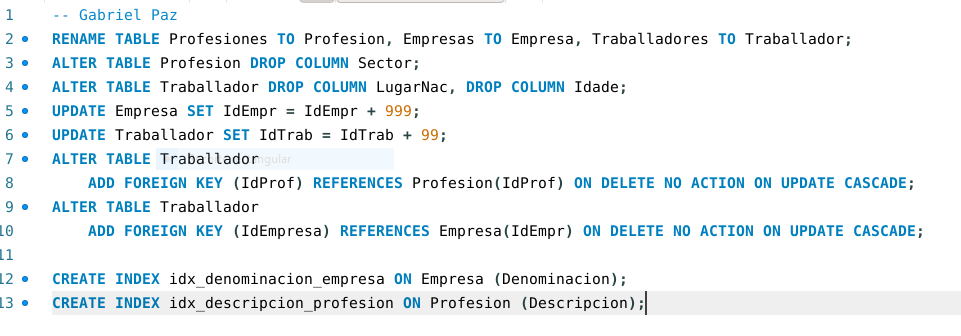 1 -- Gabriel Paz
2 RENAME TABLE Profesiones TO Profesion, Empresas TO Empresa, Traballadores TO Traballador;
3 ALTER TABLE Profesion DROP COLUMN Sector;
4 ALTER TABLE Traballador DROP COLUMN LugarNac, DROP COLUMN Idade;
5 UPDATE Empresa SET IdEmpr = IdEmpr + 999;
6 UPDATE Traballador SET IdTrab = IdTrab + 99;
7 ALTER TABLE Traballador
8 ADD FOREIGN KEY (IdProf) REFERENCES Profesion(IdProf) ON DELETE NO ACTION ON UPDATE CASCADE;
9 ALTER TABLE Traballador
10 ADD FOREIGN KEY (IdEmpresa) REFERENCES Empresa(IdEmpr) ON DELETE NO ACTION ON UPDATE CASCADE;
11
12 CREATE INDEX idx_denominacion_empresa ON Empresa (Denominacion);
13 CREATE INDEX idx_descripcion_profesion ON Profesion (Descripcion);